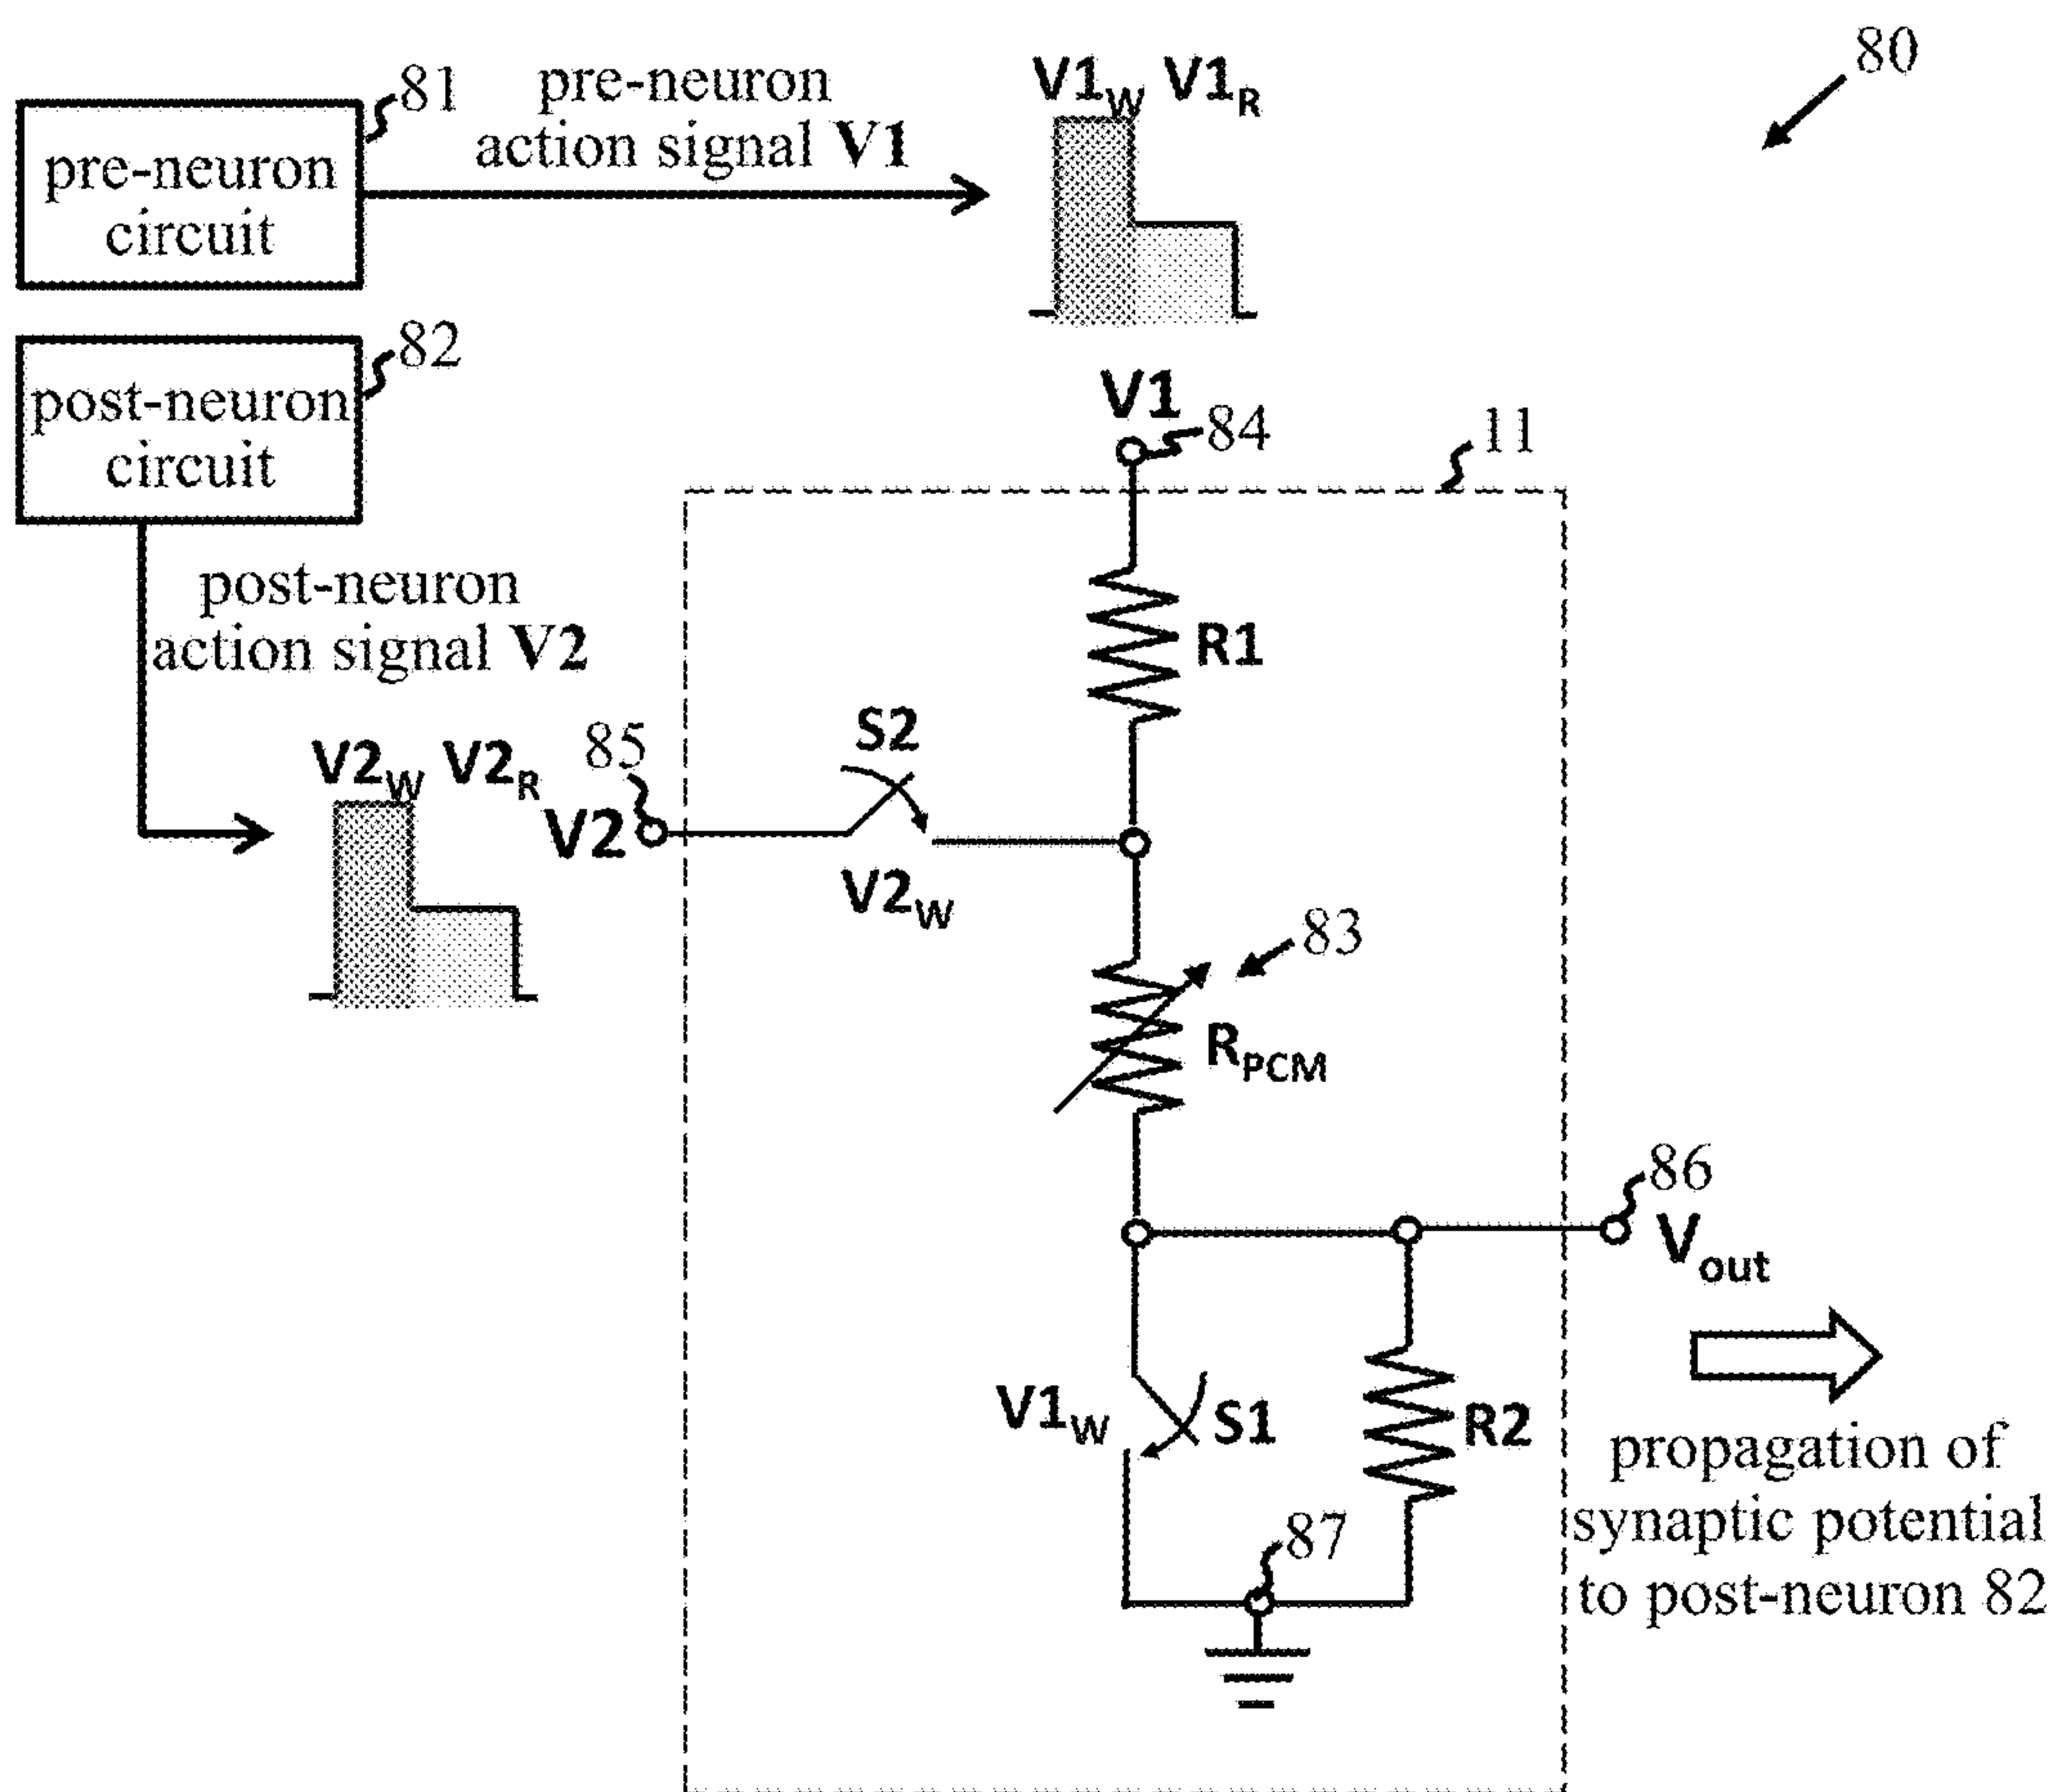 80
81
pre-neuron
circuit
pre-neuron
action signal V1
V1W V1R
82
post-neuron
circuit
V1
84
11
post-neuron
action signal V2
R1
S2
85
V2W V2R
V2
V2W
83
RPCM
86
Vout
V1W
S1
R2
87
propagation of
synaptic potential
to post-neuron 82